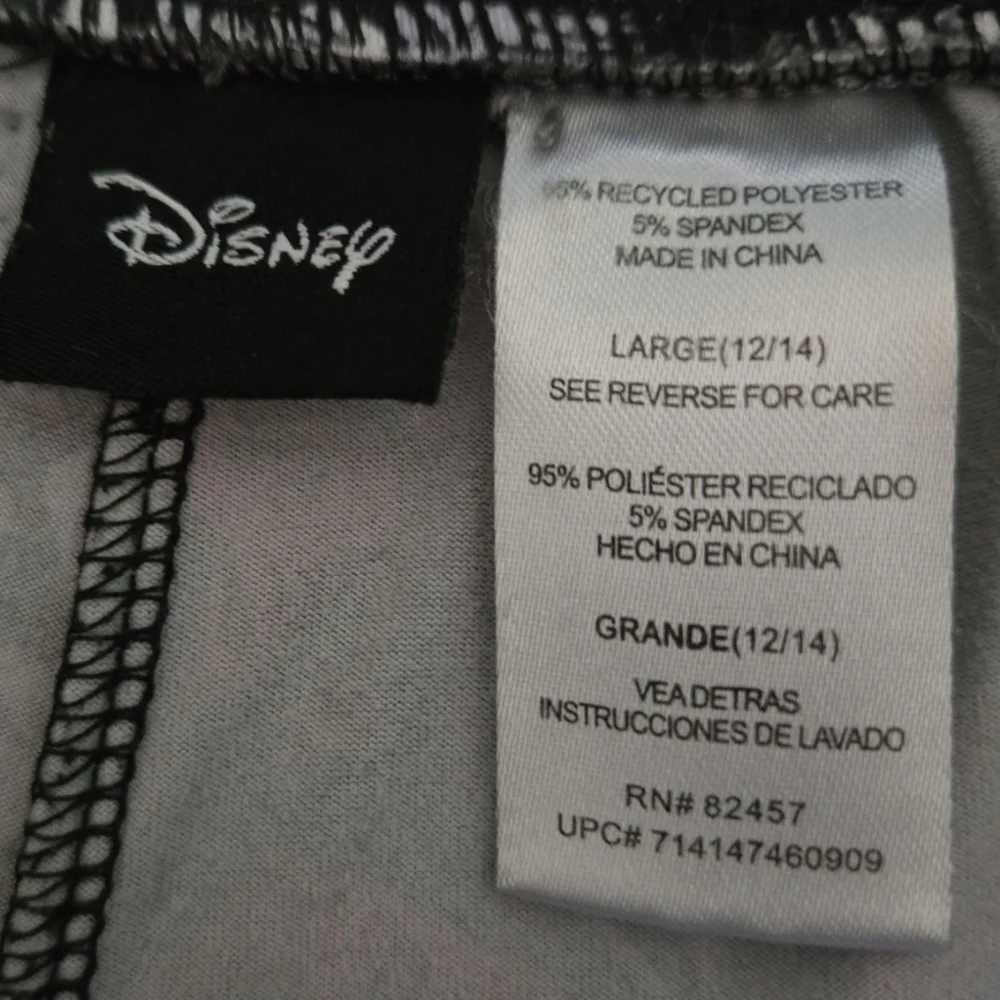 Disney
95% RECYCLED POLYESTER
5% SPANDEX
MADE IN CHINA
LARGE(12/14)
SEE REVERSE FOR CARE
95% POLIÉSTER RECICLADO
5% SPANDEX
HECHO EN CHINA
GRANDE(12/14)
VEA DETRAS
INSTRUCCIONES DE LAVADO
RN# 82457
UPC# 714147460909